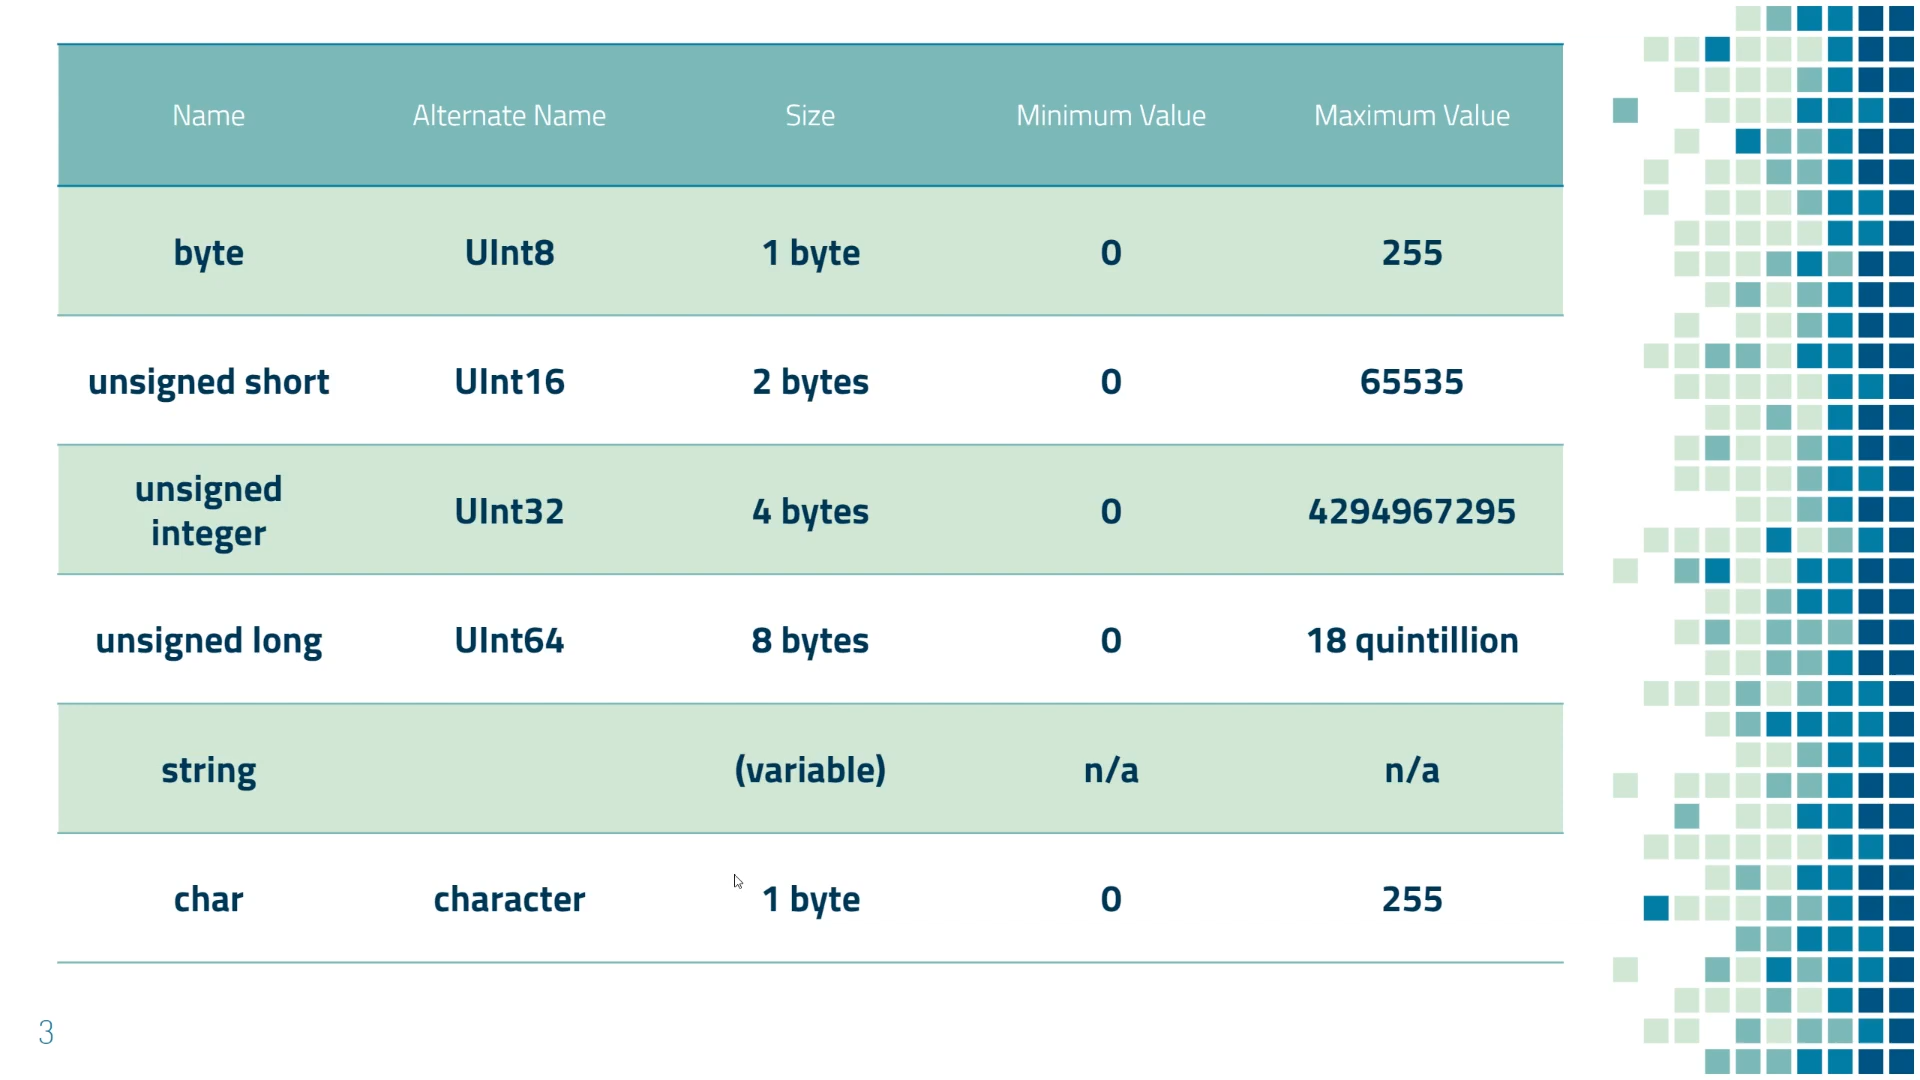 Name Alternate Name Size Minimum Value Maximum Value
byte UInt8 1 byte 0 255
unsigned short UInt16 2 bytes 0 65535
unsigned
integer UInt32 4 bytes 0 4294967295
unsigned long UInt64 8 bytes 0 18 quintillion
string (variable) n/a n/a
char character 1 byte 0 255
3